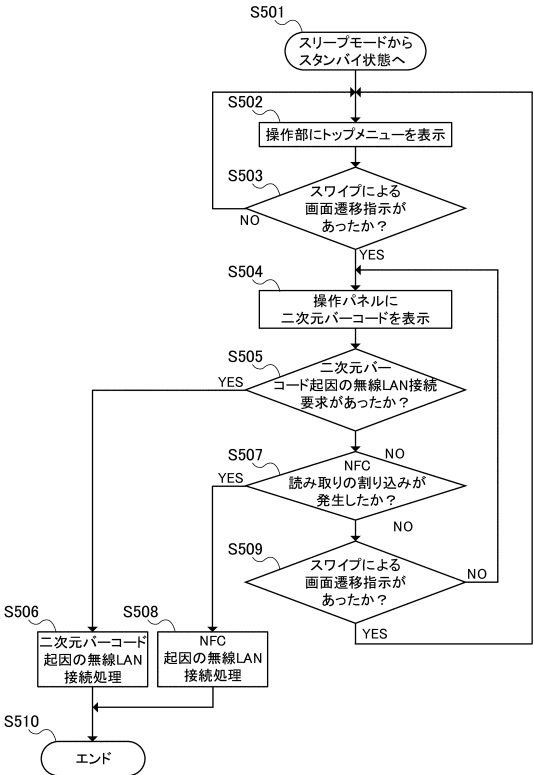 S501
スリープモードから
スタンバイ状態へ
S502
操作部にトップメニューを表示
S503
スワイプによる
画面遷移指示が
あったか？
NO
YES
S504
操作パネルに
二次元バーコードを表示
S505
二次元バー
コード起因の無線LAN接続
要求があったか？
YES
NO
S507
NFC
読み取りの割り込みが
発生したか？
YES
NO
S509
スワイプによる
画面遷移指示が
あったか？
NO
YES
S506
二次元バーコード
起因の無線LAN
接続処理
S508
NFC
起因の無線LAN
接続処理
S510
エンド